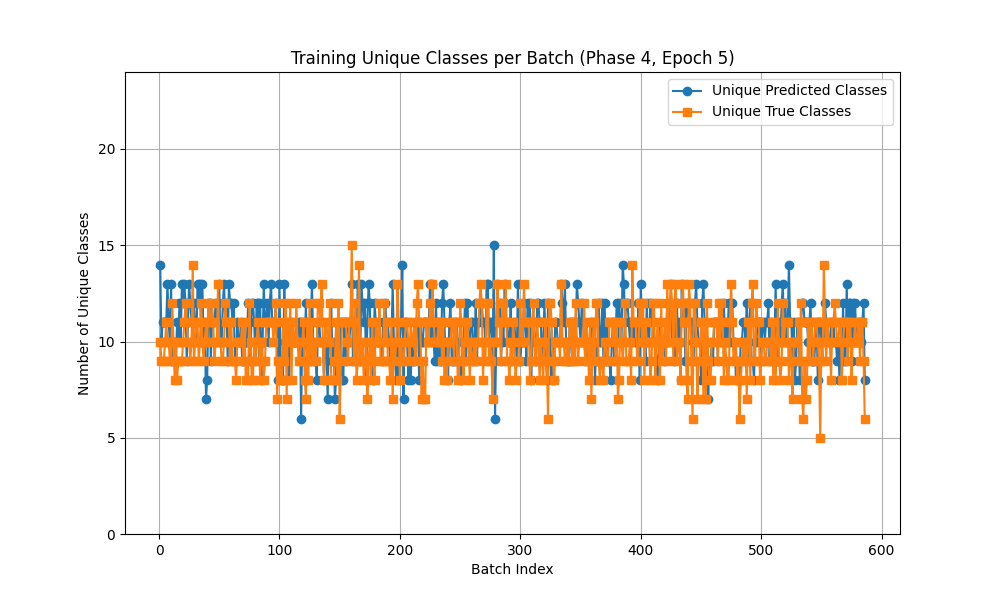 Training Unique Classes per Batch (Phase 4, Epoch 5)
Unique Predicted Classes
Unique True Classes
Number of Unique Classes
20
15
10
5
0
0 100 200 300 400 500 600
Batch Index